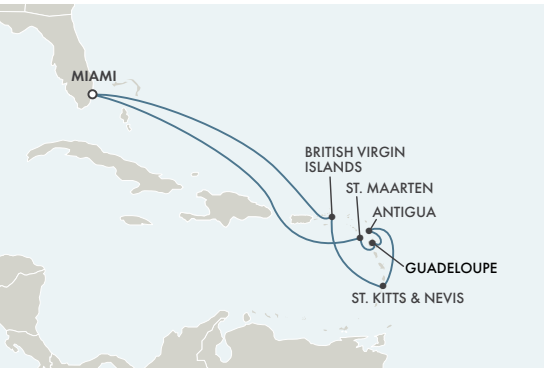 MIAMI
BRITISH VIRGIN
ISLANDS
ST. MAARTEN
ANTIGUA
GUADELOUPE
ST. KITTS & NEVIS